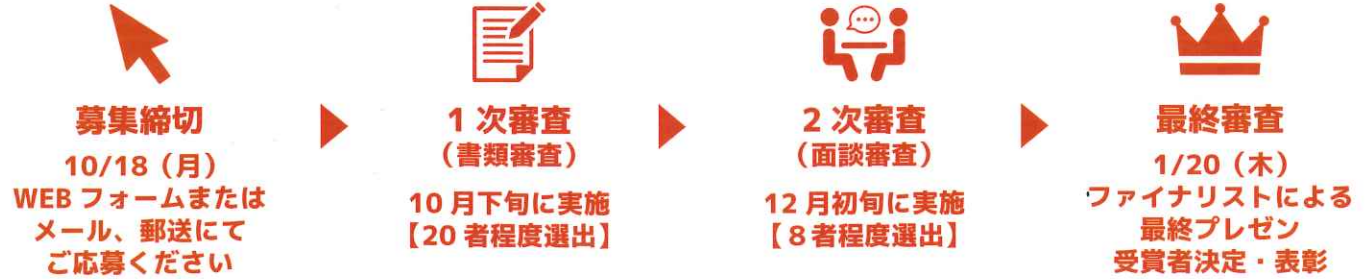 募集締切
10/18（月）
WEB フォームまたは
メール、郵送にて
ご応募ください
1 次審査
（書類審査）
10 月下旬に実施
【20 者程度選出】
2 次審査
（面談審査）
12 月初旬に実施
【８者程度選出】
最終審査
1/20（木）
ファイナリストによる
最終プレゼン
受賞者決定・表彰